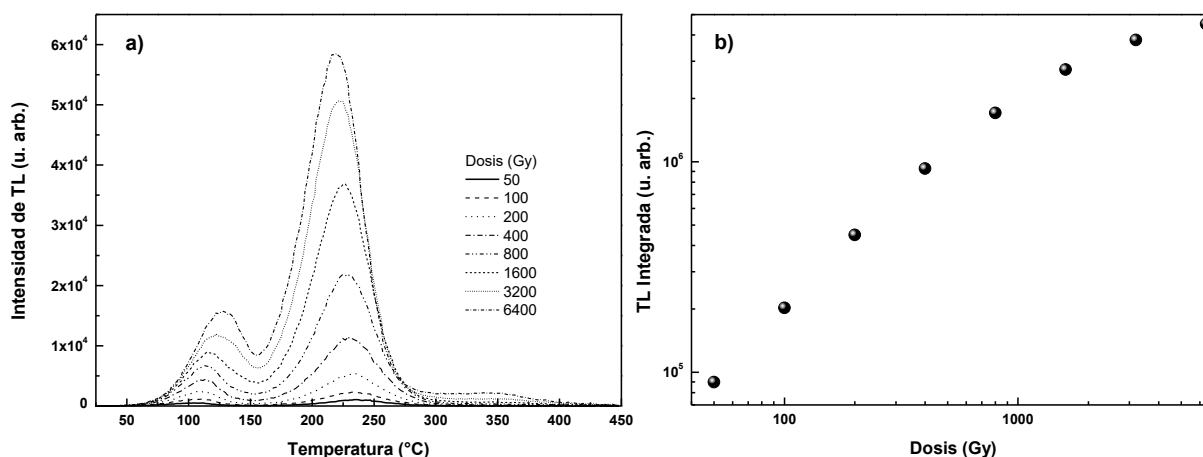 a)
Intensidad de TL (u. arb.)
6x10⁴
5x10⁴
4x10⁴
3x10⁴
2x10⁴
1x10⁴
0
50
100
150
200
250
300
350
400
450
Temperatura (°C)
Dosis (Gy)
50
100
200
400
800
1600
3200
6400
b)
TL Integrada (u. arb.)
10⁶
10⁵
100
1000
Dosis (Gy)